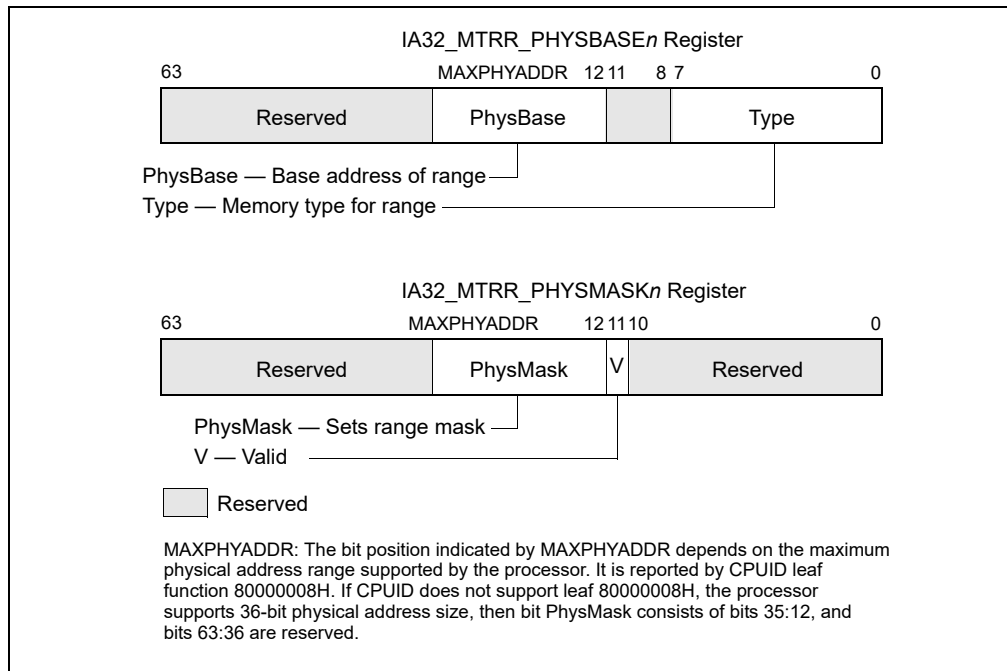 IA32_MTRR_PHYSBASEn Register
63 MAXPHYADDR 12 11 8 7 0
Reserved PhysBase Type
PhysBase — Base address of range
Type — Memory type for range
IA32_MTRR_PHYSMASKn Register
63 MAXPHYADDR 12 11 10 0
Reserved PhysMask V Reserved
PhysMask — Sets range mask
V — Valid
Reserved
MAXPHYADDR: The bit position indicated by MAXPHYADDR depends on the maximum
physical address range supported by the processor. It is reported by CPUID leaf
function 80000008H. If CPUID does not support leaf 80000008H, the processor
supports 36-bit physical address size, then bit PhysMask consists of bits 35:12, and
bits 63:36 are reserved.